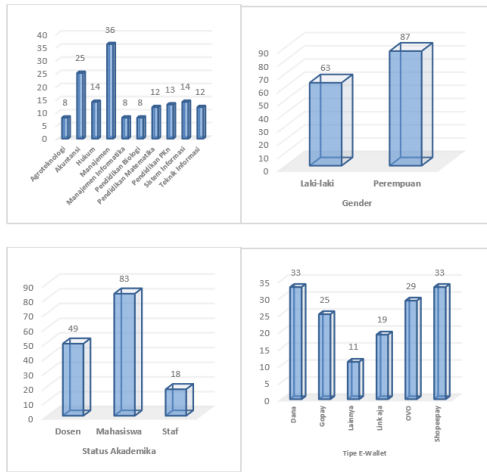 40
35
30
25
20
15
10
5
0
8
25
14
36
8
8
12
13
14
12
Agroteknologi
Akuntansi
Hukum
Manajemen
Manajemen Informatika
Pendidikan Biologi
Pendidikan Matematika
Pendidikan PKn
Sistem Informasi
Teknik Informasi
90
80
70
60
50
40
30
20
10
0
63
87
Laki-laki
Perempuan
Gender
90
80
70
60
50
40
30
20
10
0
49
83
18
Dosen
Mahasiswa
Staf
Status Akademika
35
30
25
20
15
10
5
0
33
25
11
19
29
33
Dana
Gopay
Lainnya
Link aja
OVO
Shopeepay
Tipe E-Wallet